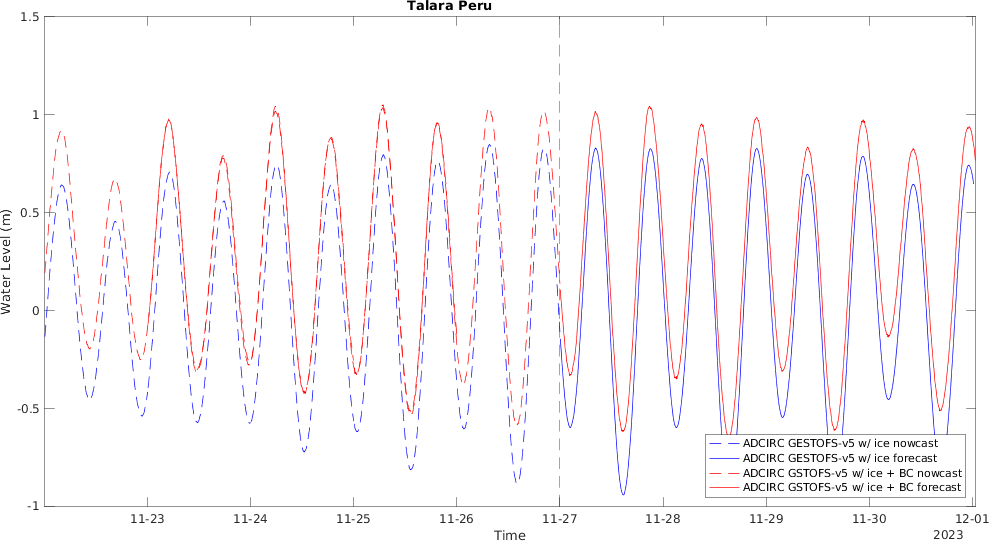 Talara Peru
1.5
1
0.5
0
-0.5
-1
Water Level (m)
11-23
11-24
11-25
11-26
11-27
11-28
11-29
11-30
12-01
Time
2023
ADCIRC GESTOFS-v5 w/ ice nowcast
ADCIRC GESTOFS-v5 w/ ice forecast
ADCIRC GSTOFS-v5 w/ ice + BC nowcast
ADCIRC GSTOFS-v5 w/ ice + BC forecast